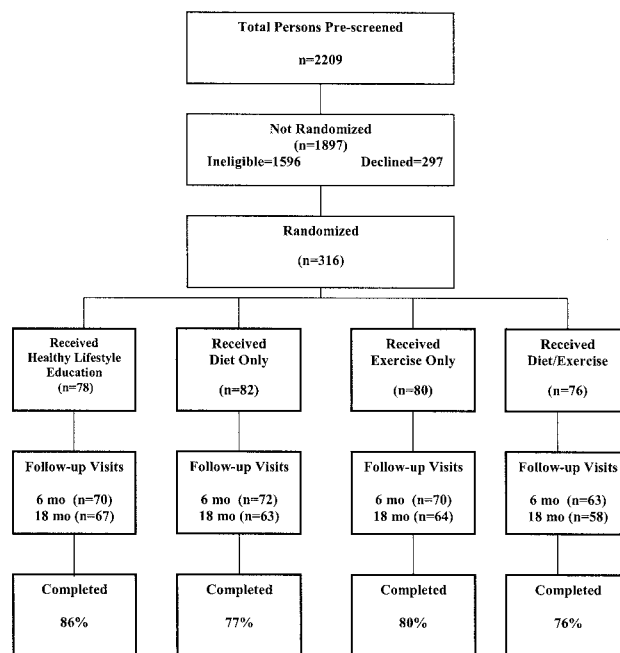 Total Persons Pre-screened
n=2209
Not Randomized
(n=1897)
Ineligible=1596 Declined=297
Randomized
(n=316)
Received
Healthy Lifestyle
Education
(n=78)
Received
Diet Only
(n=82)
Received
Exercise Only
(n=80)
Received
Diet/Exercise
(n=76)
Follow-up Visits
6 mo (n=70)
18 mo (n=67)
Follow-up Visits
6 mo (n=72)
18 mo (n=63)
Follow-up Visits
6 mo (n=70)
18 mo (n=64)
Follow-up Visits
6 mo (n=63)
18 mo (n=58)
Completed
86%
Completed
77%
Completed
80%
Completed
76%